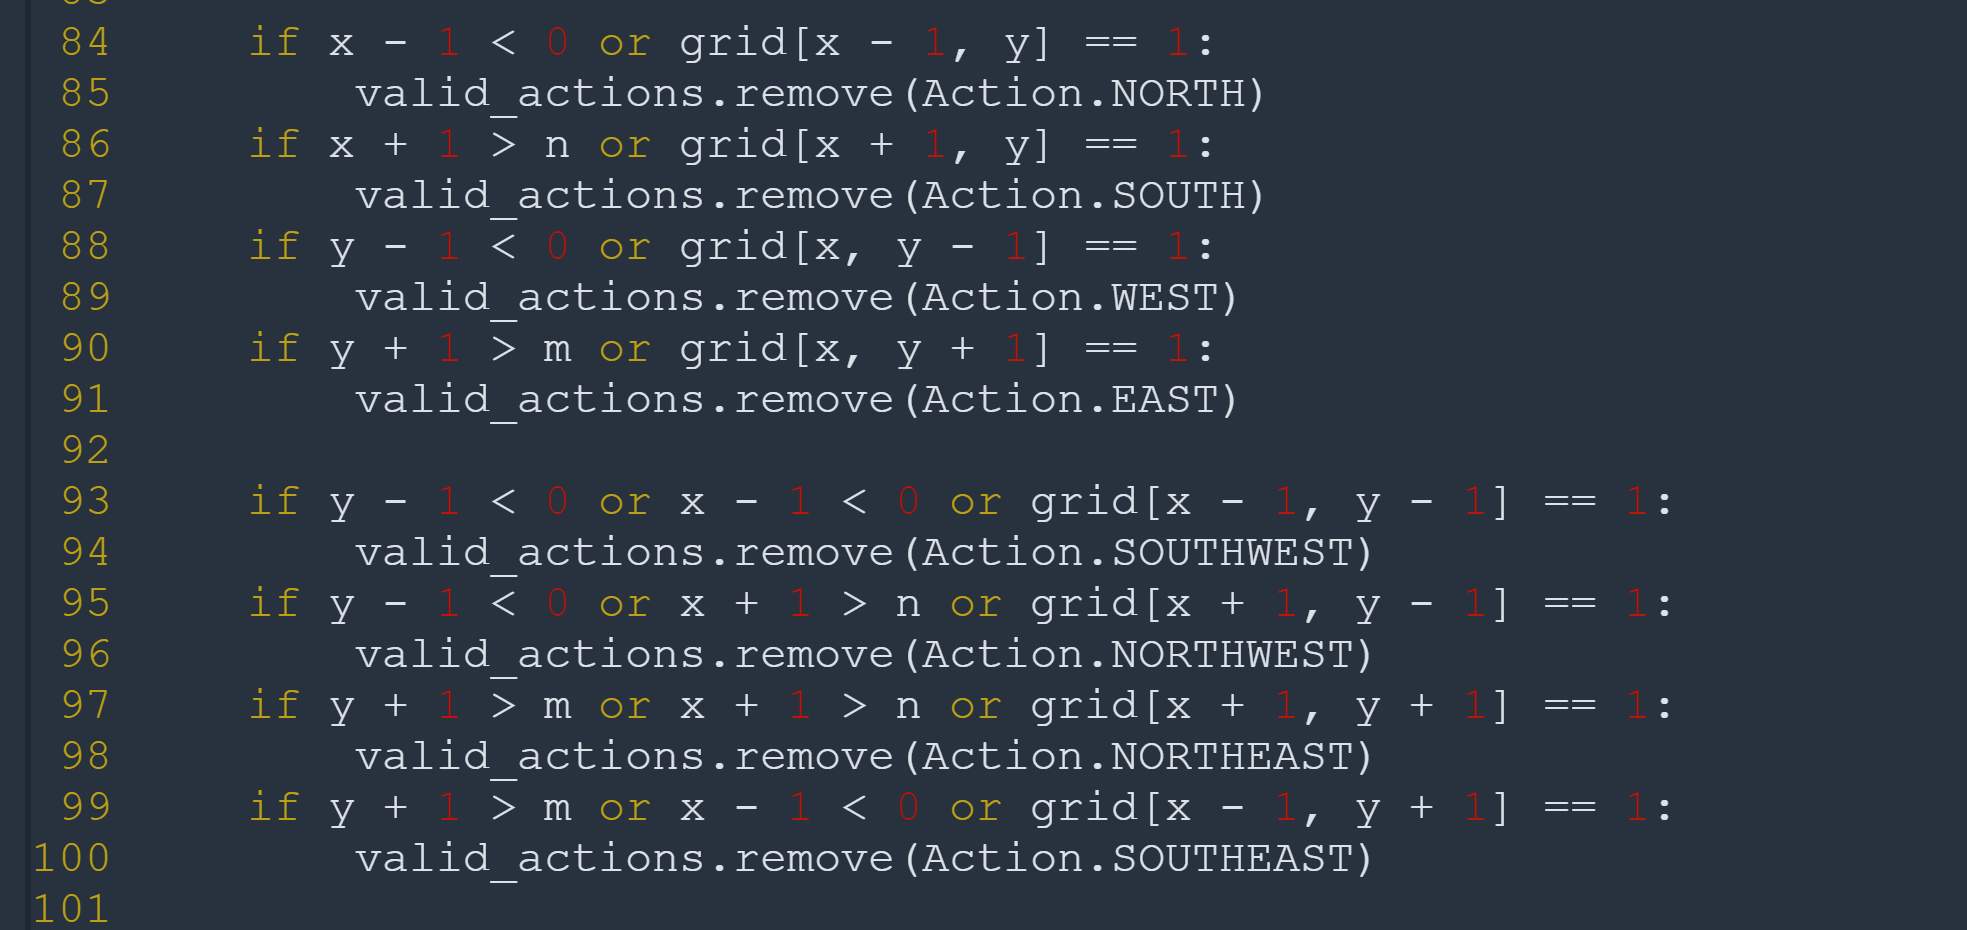 84 if x - 1 < 0 or grid[x - 1, y] == 1:
85 valid_actions.remove(Action.NORTH)
86 if x + 1 > n or grid[x + 1, y] == 1:
87 valid_actions.remove(Action.SOUTH)
88 if y - 1 < 0 or grid[x, y - 1] == 1:
89 valid_actions.remove(Action.WEST)
90 if y + 1 > m or grid[x, y + 1] == 1:
91 valid_actions.remove(Action.EAST)
92
93 if y - 1 < 0 or x - 1 < 0 or grid[x - 1, y - 1] == 1:
94 valid_actions.remove(Action.SOUTHWEST)
95 if y - 1 < 0 or x + 1 > n or grid[x + 1, y - 1] == 1:
96 valid_actions.remove(Action.NORTHWEST)
97 if y + 1 > m or x + 1 > n or grid[x + 1, y + 1] == 1:
98 valid_actions.remove(Action.NORTHEAST)
99 if y + 1 > m or x - 1 < 0 or grid[x - 1, y + 1] == 1:
100 valid_actions.remove(Action.SOUTHEAST)
101